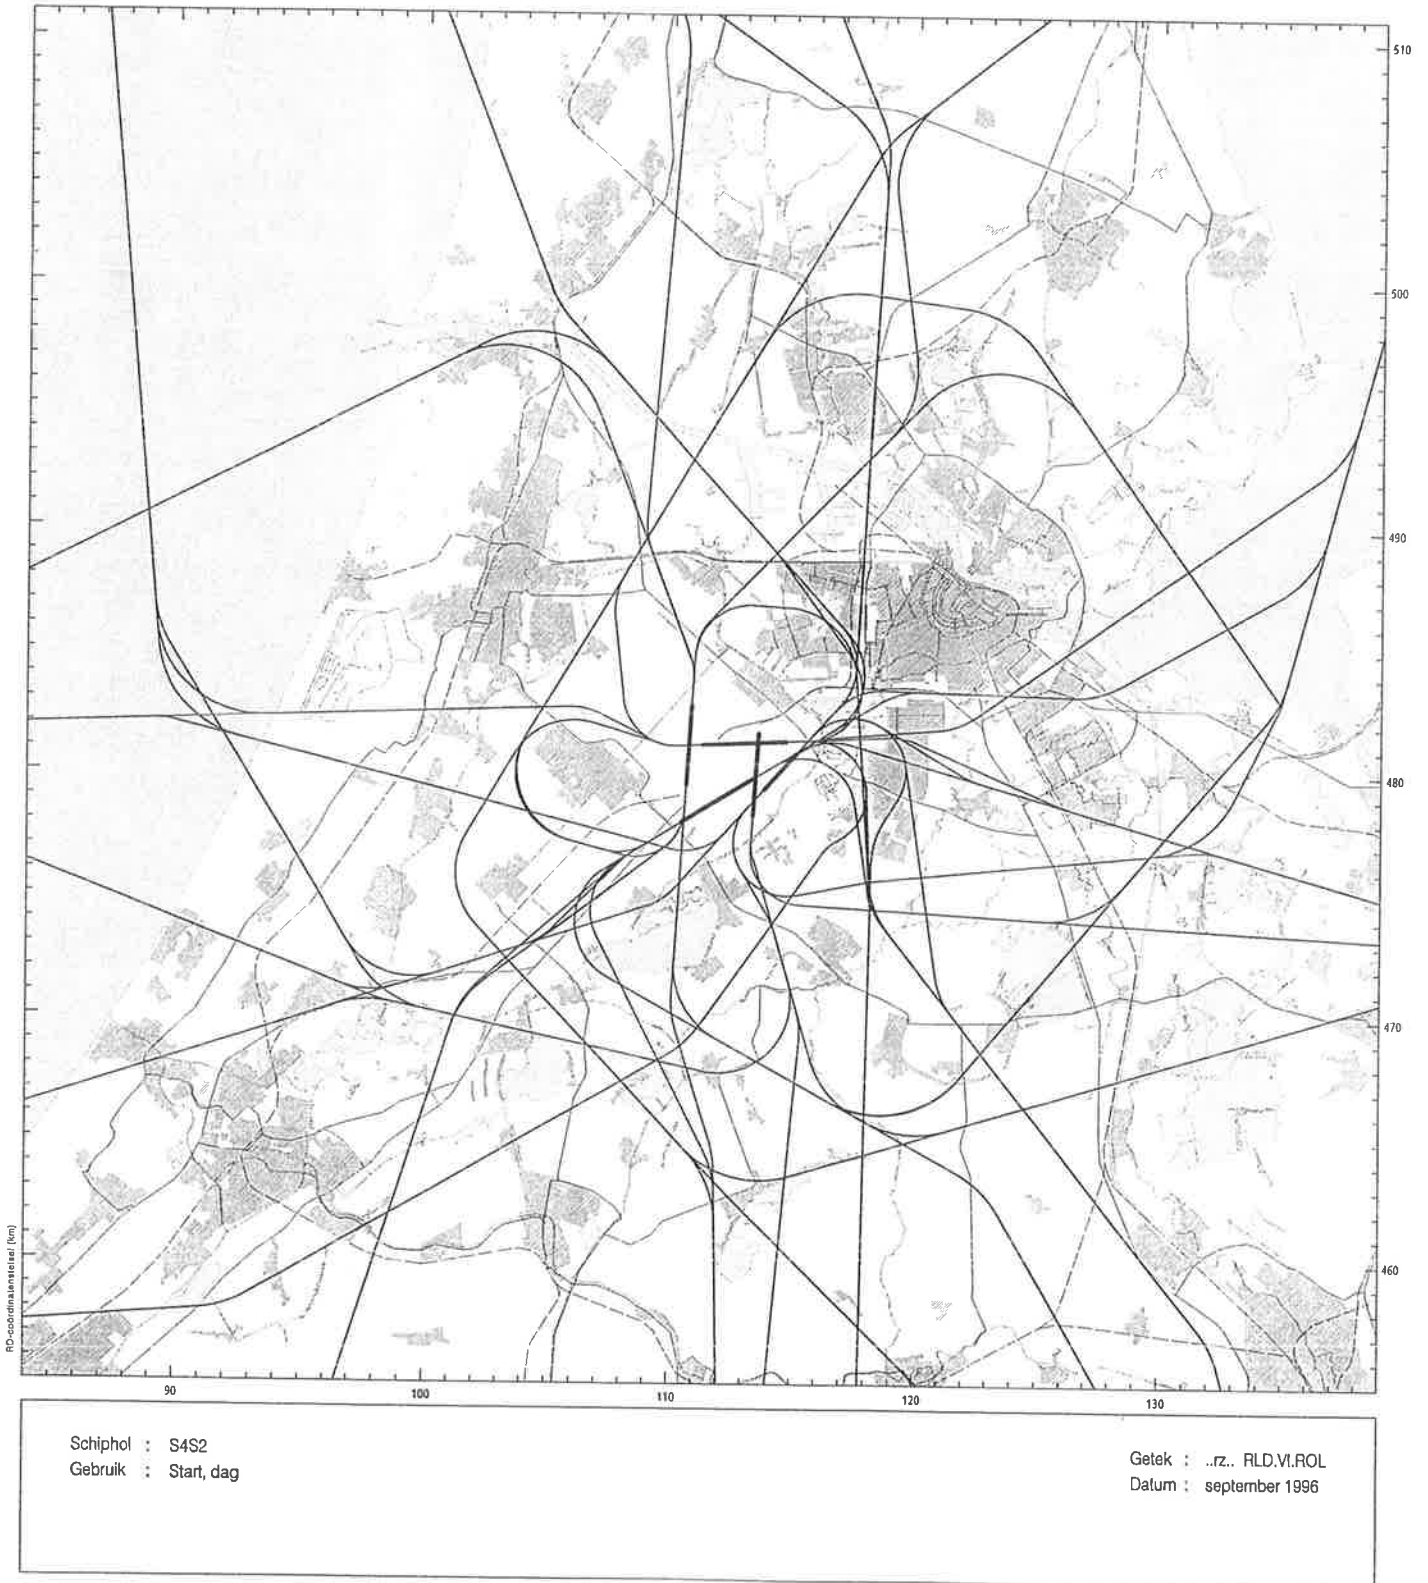 510
500
490
480
470
460
RD-coördinatenstelsel (km)
90
100
110
120
130
Schiphol : S4S2
Gebruik : Start, dag
Getek : ..rz.. RLD.VI.ROL
Datum : september 1996